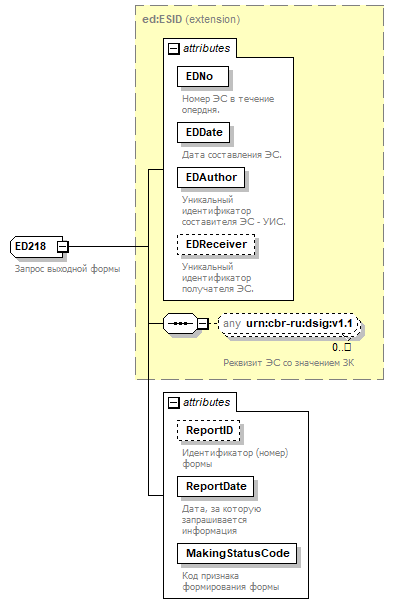 ed:ESID (extension)
attributes
EDNo
Номер ЭС в течение
опердня.
EDDate
Дата составления ЭС.
EDAuthor
Уникальный
идентификатор
составителя ЭС - УИС.
EDReceiver
Уникальный
идентификатор
получателя ЭС.
ED218
Запрос выходной формы
any urn:cbr-ru:dsig:v1.1
0..
Реквизит ЭС со значением ЗК
attributes
ReportID
Идентификатор (номер)
формы
ReportDate
Дата, за которую
запрашивается
информация
MakingStatusCode
Код признака
формирования формы